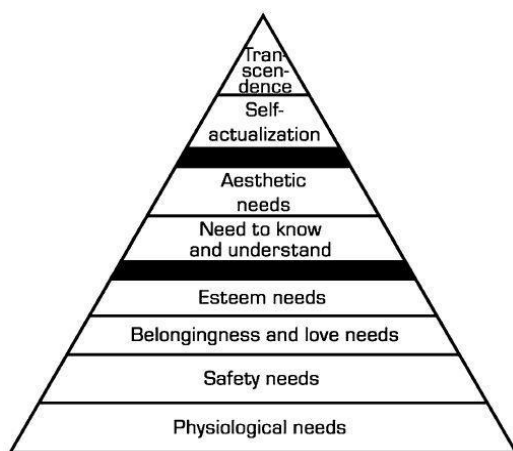 Tran-
scen-
dence
Self-
actualization
Aesthetic
needs
Need to know
and understand
Esteem needs
Belongingness and love needs
Safety needs
Physiological needs